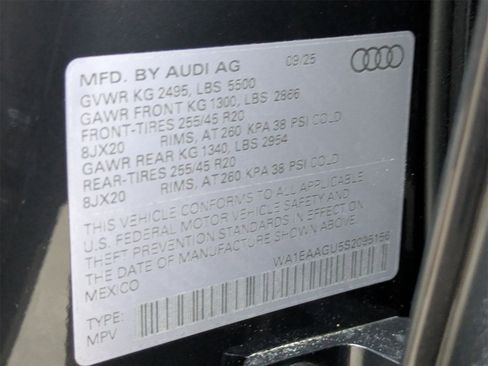 MFD. BY AUDI AG 09/25
GVWR KG 2495, LBS 5500
GAWR FRONT KG 1300, LBS 2866
FRONT-TIRES 255/45 R20
8JX20 RIMS, AT 260 KPA 38 PSI COLD
GAWR REAR KG 1340, LBS 2954
REAR-TIRES 255/45 R20
8JX20 RIMS, AT 260 KPA 38 PSI COLD
THIS VEHICLE CONFORMS TO ALL APPLICABLE
U.S. FEDERAL MOTOR VEHICLE SAFETY AND
THEFT PREVENTION STANDARDS IN EFFECT ON
THE DATE OF MANUFACTURE SHOWN ABOVE.
MEXICO WA1EAAGU5S2096156
TYPE:
MPV